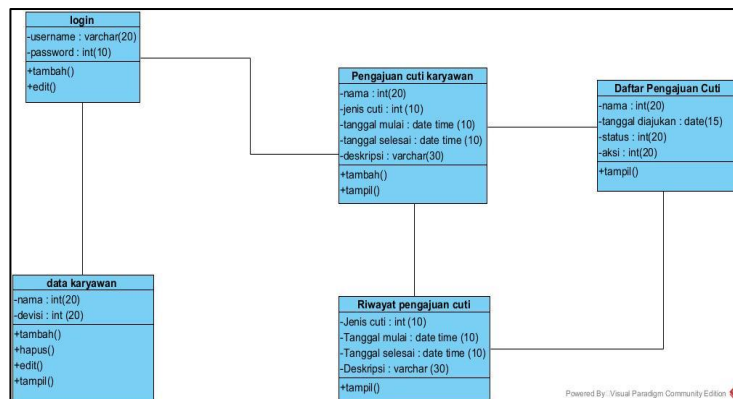 login
-username : varchar(20)
-password : int(10)
+tambah()
+edit()
Pengajuan cuti karyawan
-nama : int(20)
-jenis cuti : int (10)
-tanggal mulai : date time (10)
-tanggal selesai : date time (10)
-deskripsi : varchar(30)
+tambah()
+tampil()
Daftar Pengajuan Cuti
-nama : int(20)
-tanggal diajukan : date(15)
-status : int(20)
-aksi : int(20)
+tampil()
data karyawan
-nama : int(20)
-devisi : int (20)
+tambah()
+hapus()
+edit()
+tampil()
Riwayat pengajuan cuti
-Jenis cuti : int (10)
-Tanggal mulai : date time (10)
-Tanggal selesai : date time (10)
-Deskripsi : varchar (30)
+tampil()
Powered By: Visual Paradigm Community Edition